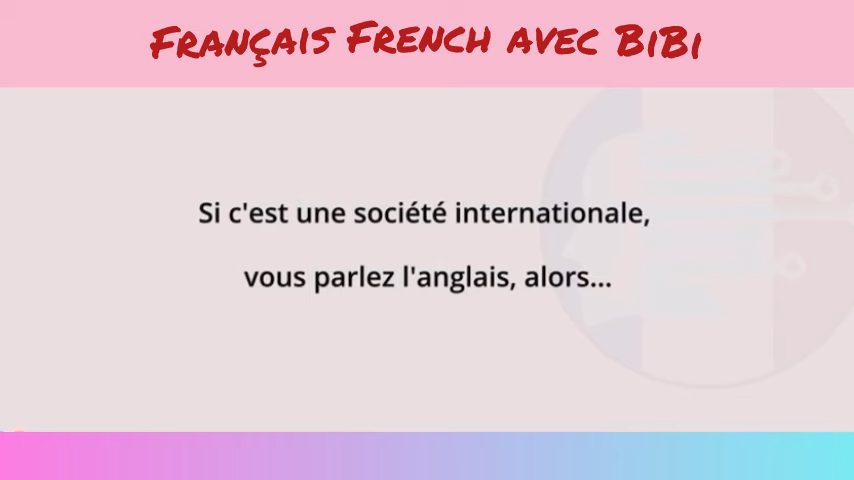 Français French avec BiBi
Si c'est une société internationale,
vous parlez l'anglais, alors...